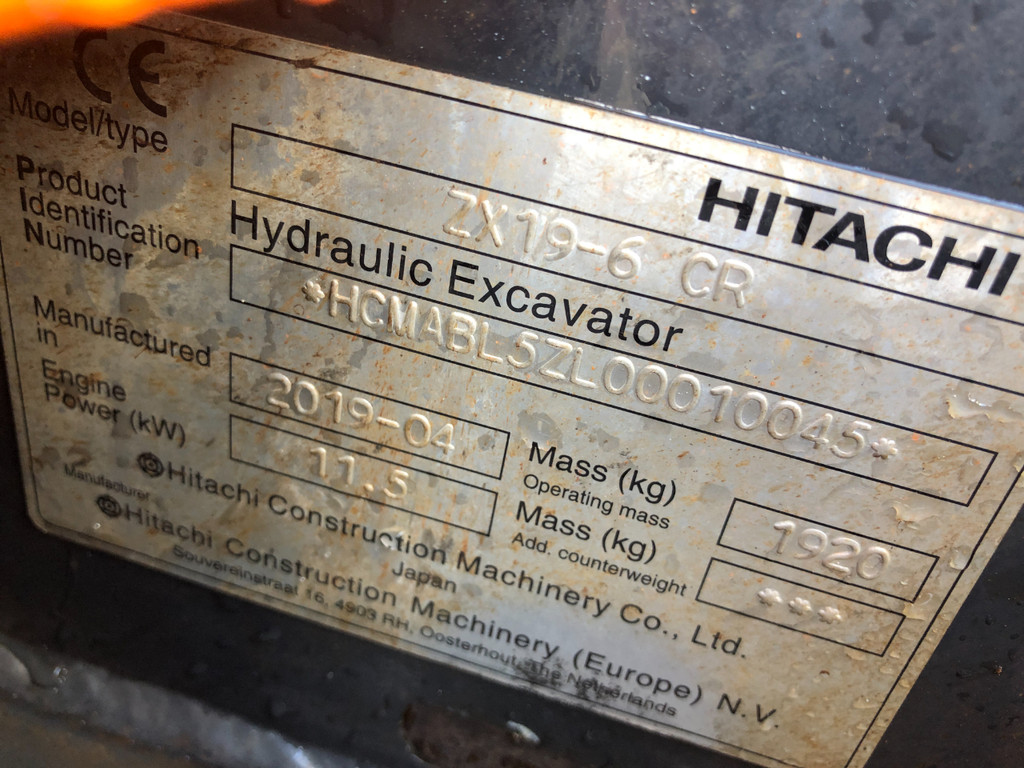 CE
HITACHI
Model/type
ZX19-6 CR
Hydraulic Excavator
Product
Identification
Number
*HCMABL5ZL00010045*
Manufactured
in
2019-04
Mass (kg)
Operating mass
1920
Engine
Power (kW)
11.5
Mass (kg)
Add. counterweight
***
Hitachi Construction Machinery Co., Ltd.
Japan
Manufacturer
Hitachi Construction Machinery (Europe) N.V.
Souvereinstraat 16, 4903 RH, Oosterhout, The Netherlands